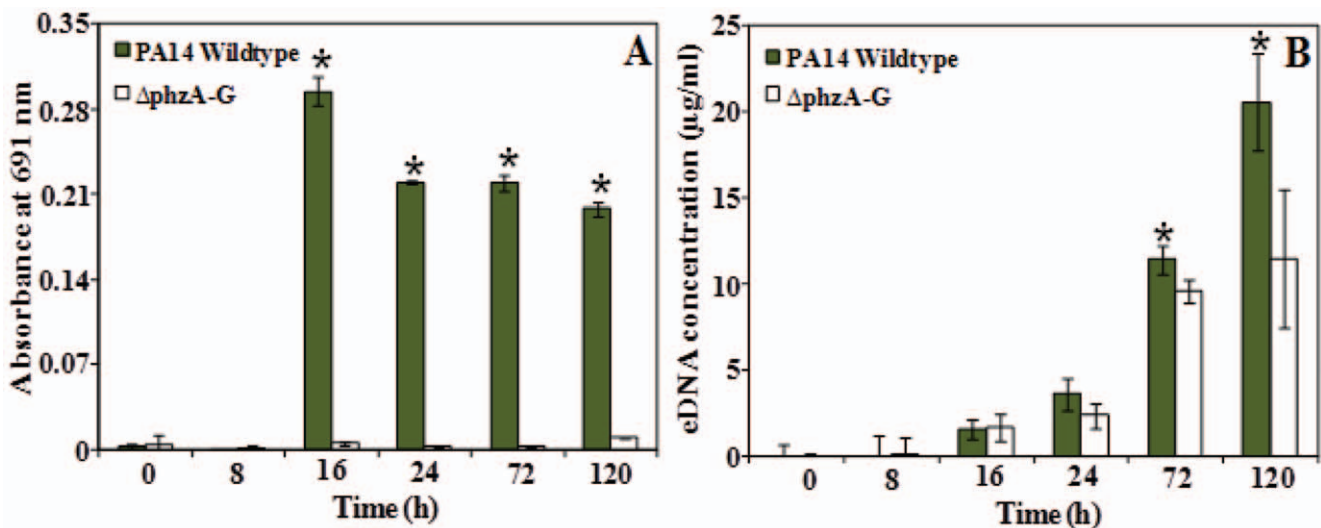 A
PA14 Wildtype
ΔphzA-G
Absorbance at 691 nm
0.35
0.28
0.21
0.14
0.07
0
* * * *
0 8 16 24 72 120
Time (h)
B
PA14 Wildtype
ΔphzA-G
eDNA concentration (μg/ml)
25
20
15
10
5
0
* *
0 8 16 24 72 120
Time (h)